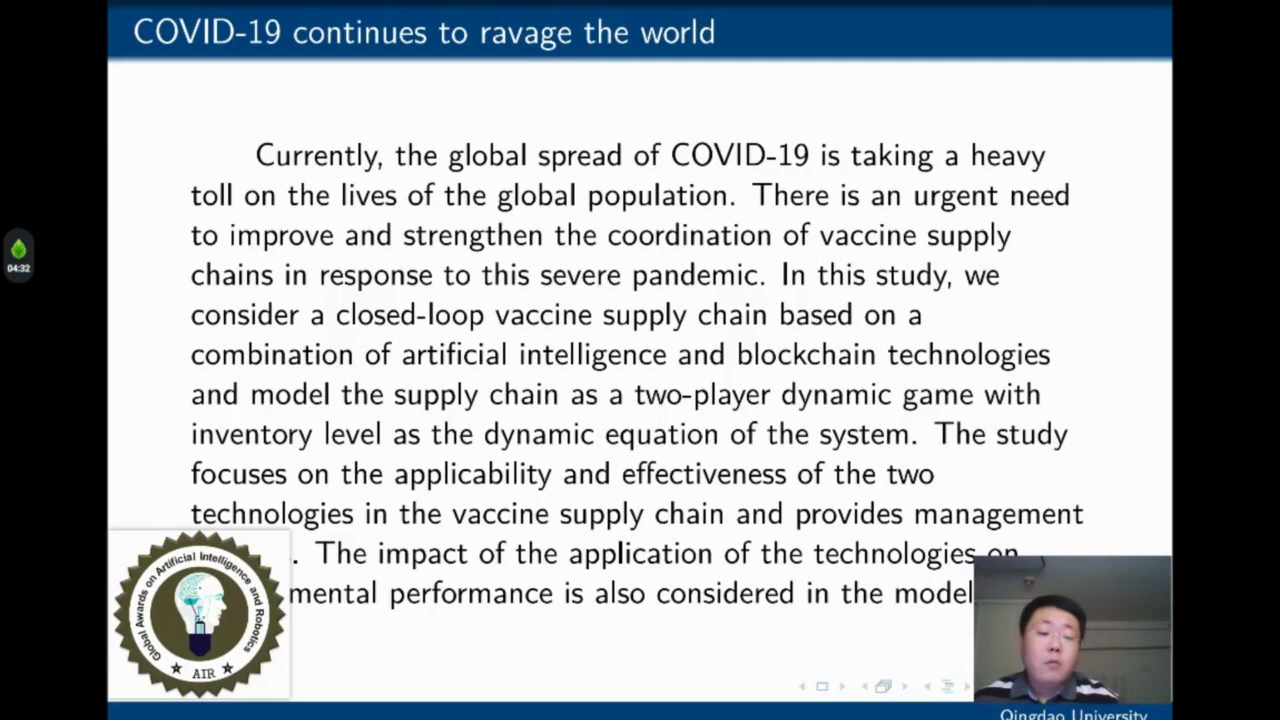 COVID-19 continues to ravage the world
Currently, the global spread of COVID-19 is taking a heavy
toll on the lives of the global population. There is an urgent need
to improve and strengthen the coordination of vaccine supply
chains in response to this severe pandemic. In this study, we
consider a closed-loop vaccine supply chain based on a
combination of artificial intelligence and blockchain technologies
and model the supply chain as a two-player dynamic game with
inventory level as the dynamic equation of the system. The study
focuses on the applicability and effectiveness of the two
technologies in the vaccine supply chain and provides management
. The impact of the application of the technologies on
mental performance is also considered in the model
04:32
Global Awards on Artificial Intelligence and Robotics
AIR
Qingdao University